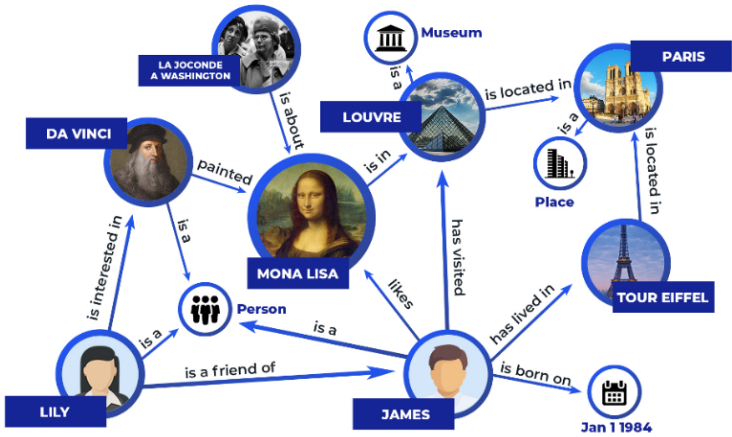 LA JOCONDE
A WASHINGTON
Museum
is a
PARIS
is located in
LOUVRE
is about
DA VINCI
painted
is in
is a
Place
is located in
is interested in
is a
MONA LISA
has visited
TOUR EIFFEL
Person
likes
has lived in
is a
is a
is a friend of
is born on
LILY
JAMES
Jan 1 1984